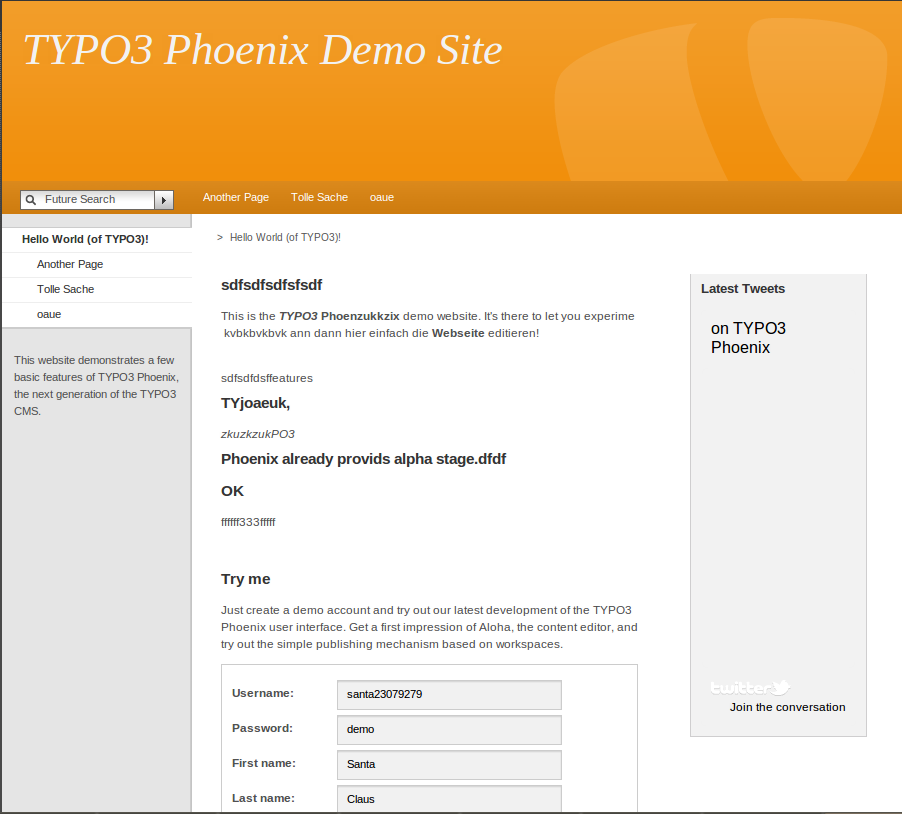 TYPO3 Phoenix Demo Site
Future Search
Another Page
Tolle Sache
oaue
Hello World (of TYPO3)!
Another Page
Tolle Sache
oaue
This website demonstrates a few
basic features of TYPO3 Phoenix,
the next generation of the TYPO3
CMS.
> Hello World (of TYPO3)!
sdfsdfsdfsfsdf
This is the TYPO3 Phoenzukkzix demo website. It's there to let you experime
kvbkbvkbvk ann dann hier einfach die Webseite editieren!
sdfsdfdsffeatures
TYjoaeuk,
zkuzkzukPO3
Phoenix already provids alpha stage.dfdf
OK
ffffff333fffff
Try me
Just create a demo account and try out our latest development of the TYPO3
Phoenix user interface. Get a first impression of Aloha, the content editor, and
try out the simple publishing mechanism based on workspaces.
Username: santa23079279
Password: demo
First name: Santa
Last name: Claus
Latest Tweets
on TYPO3
Phoenix
twitter
Join the conversation